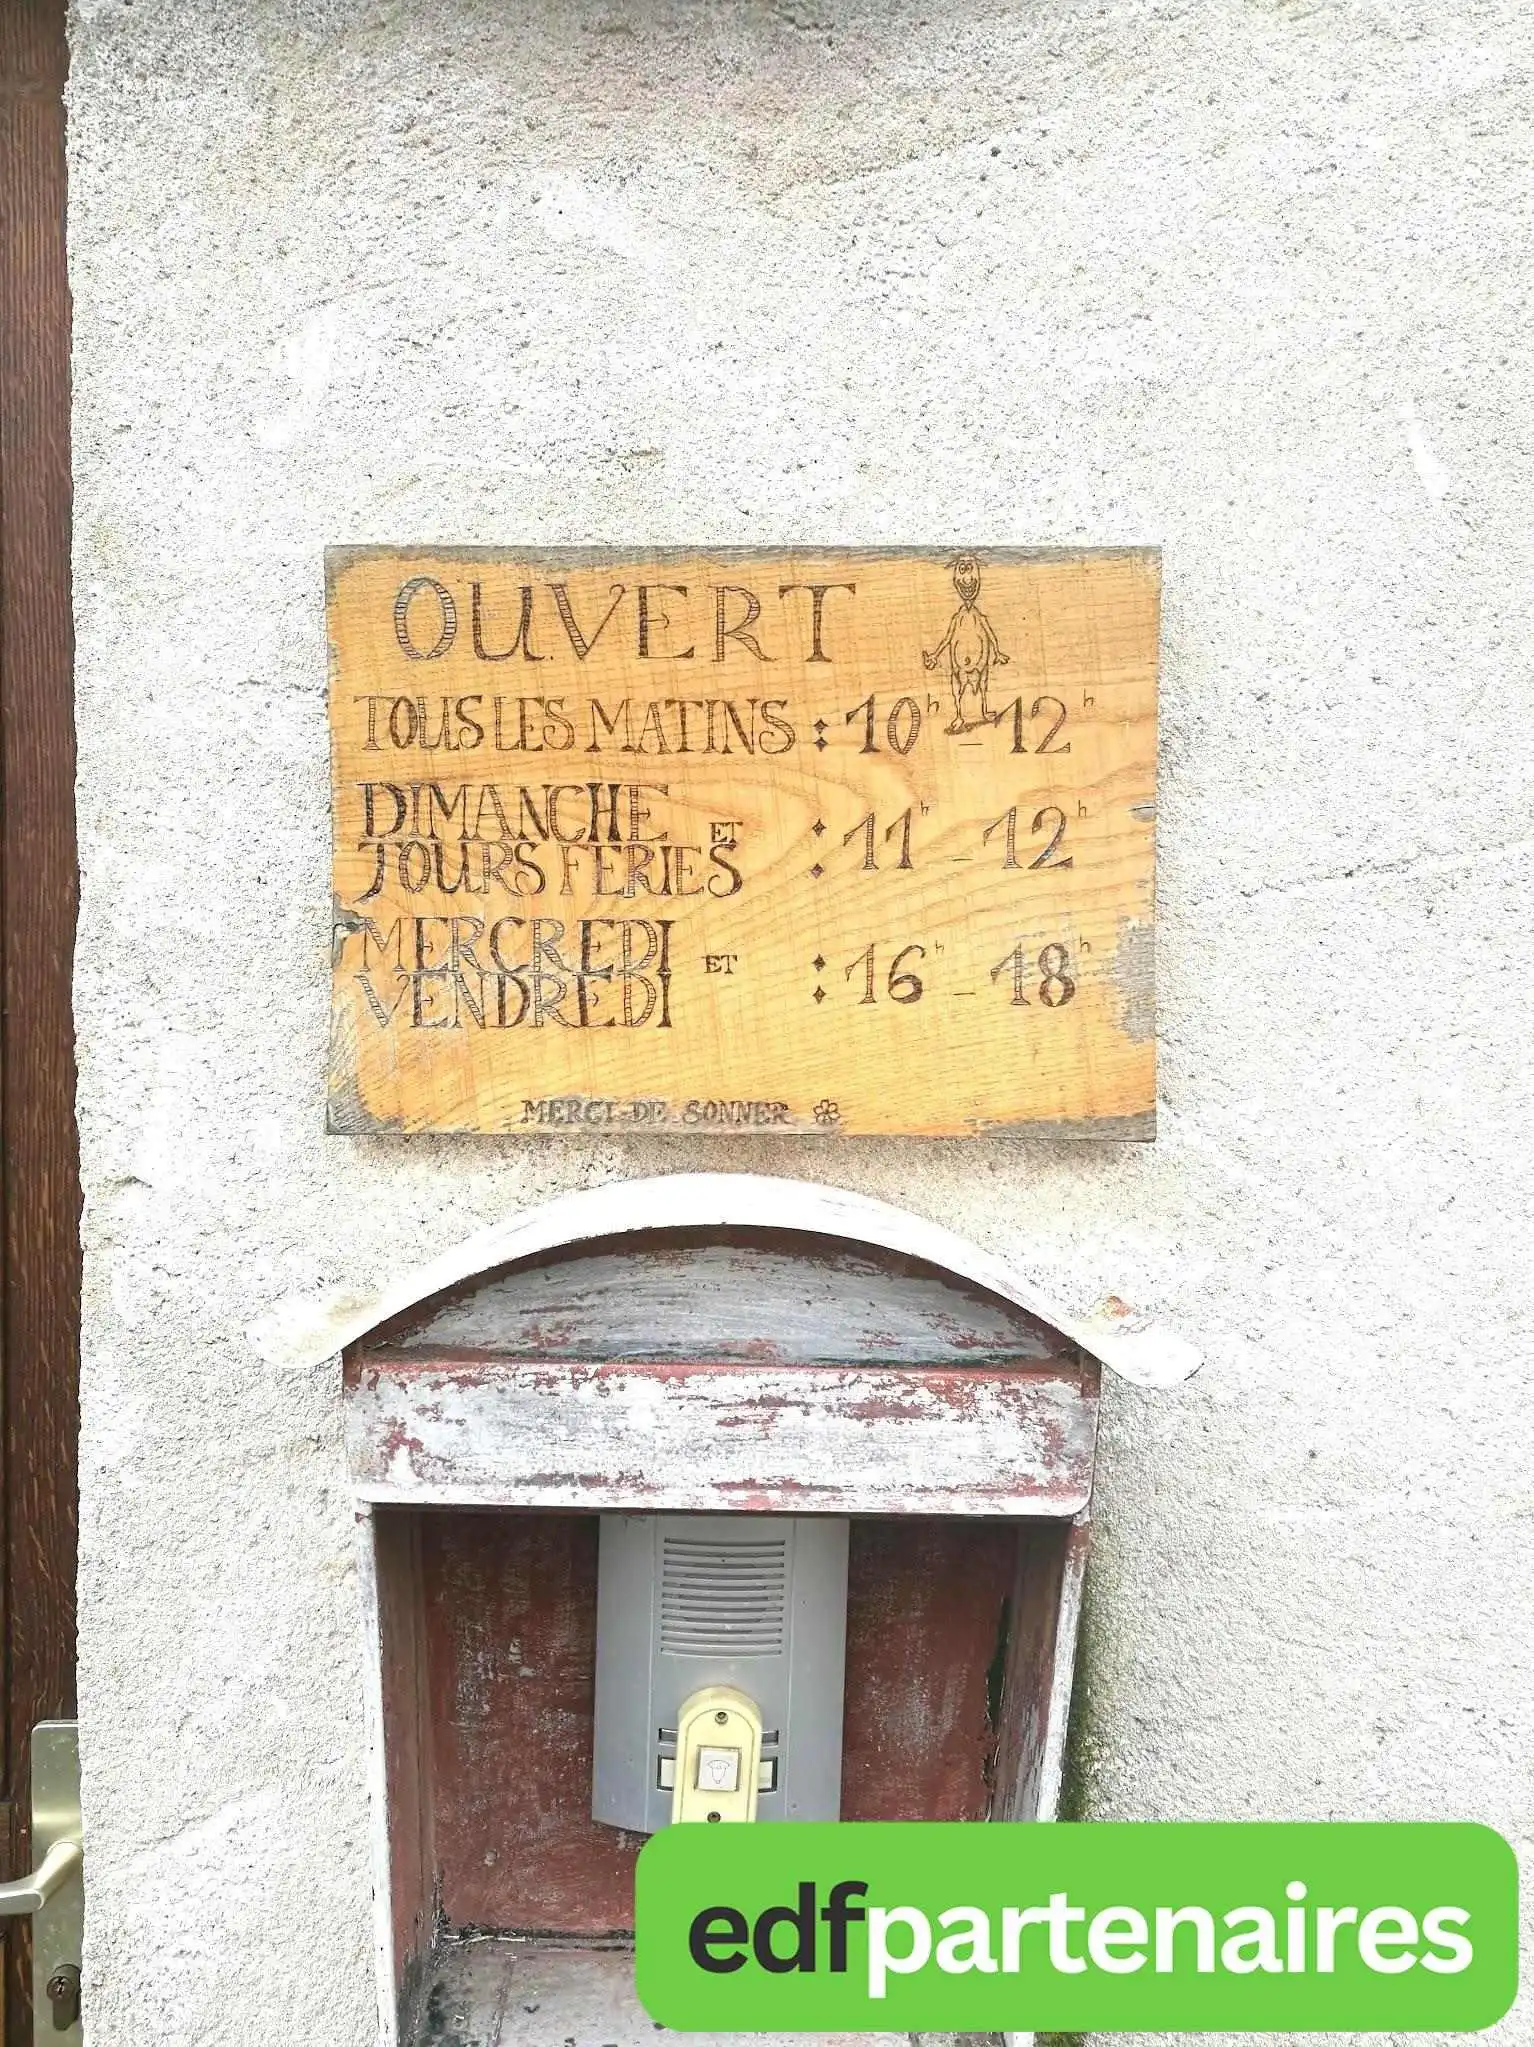 OUVERT
TOUS LES MATINS : 10h - 12h
DIMANCHE ET
JOURS FERIES : 11h - 12h
MERCREDI ET
VENDREDI : 16h - 18h
MERCI DE SONNER
edfpartenaires